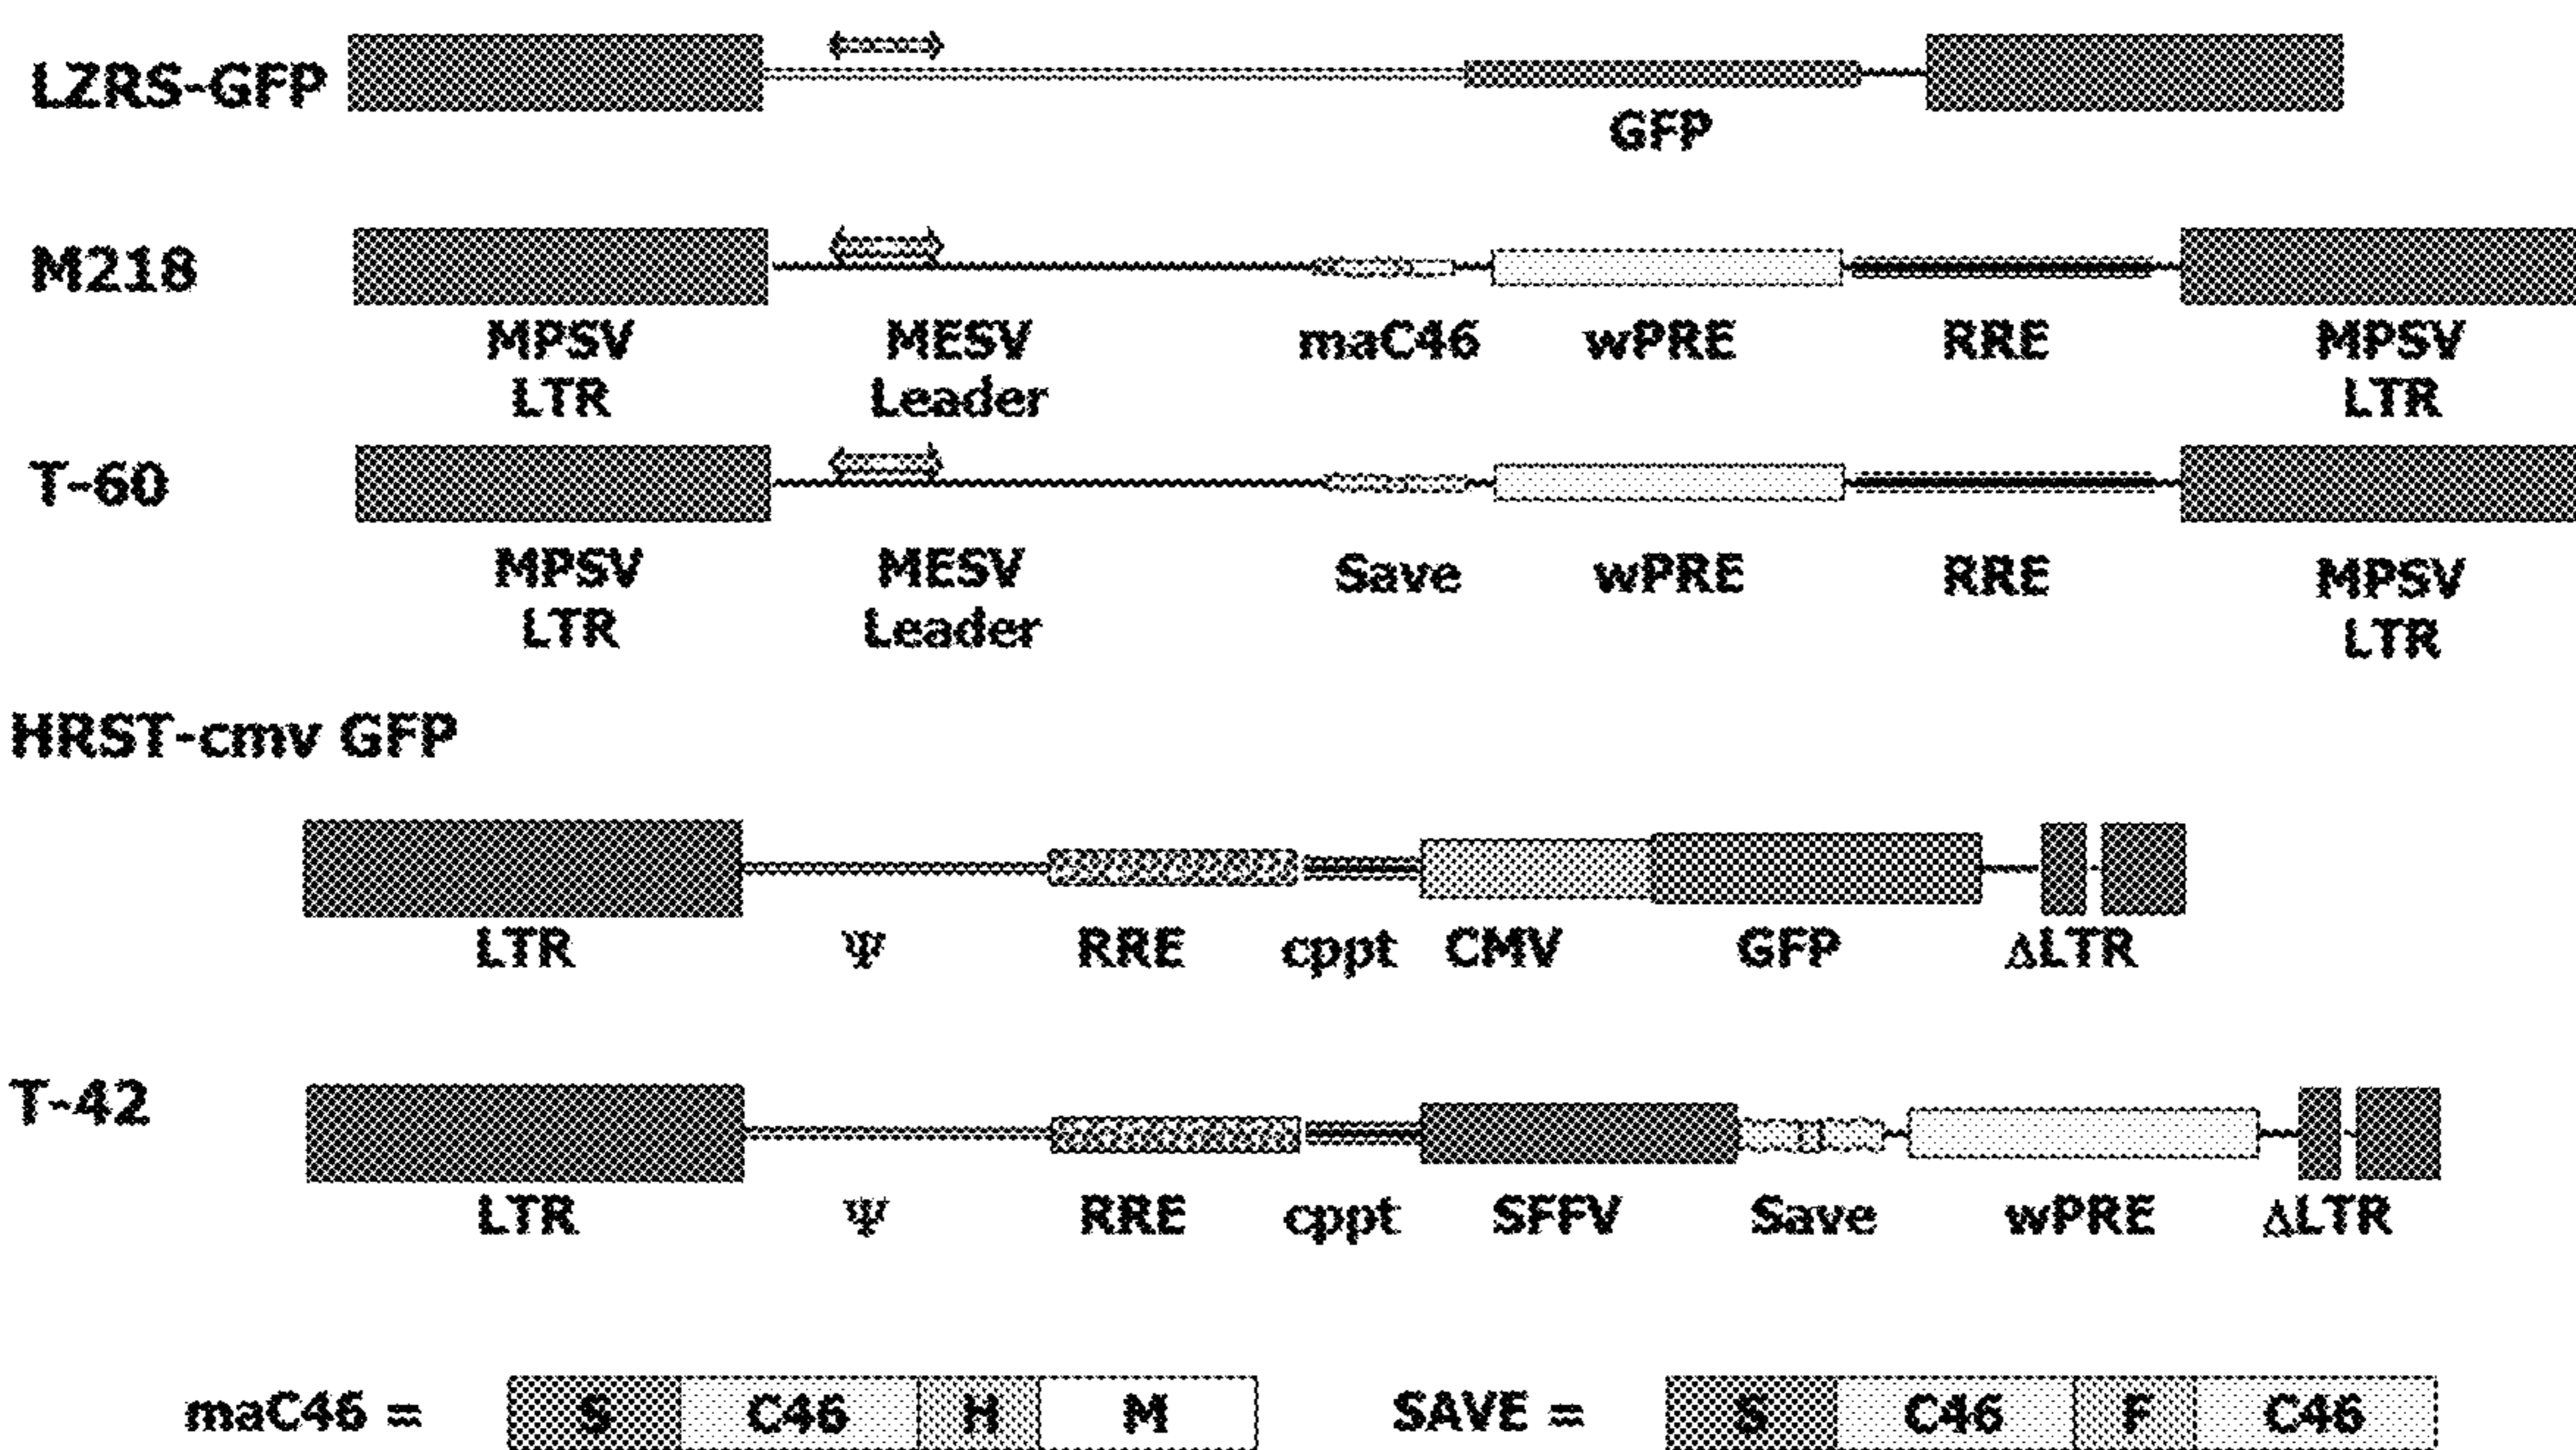 LZRS-GFP
GFP
M218
MPSV MESV maC46 wPRE RRE MPSV
LTR Leader LTR
T-60
MPSV MESV Save wPRE RRE MPSV
LTR Leader LTR
HRST-cmv GFP
LTR Ψ RRE cppt CMV GFP ΔLTR
T-42
LTR Ψ RRE cppt SFFV Save wPRE ΔLTR
maC46 = S C46 H M SAVE = S C46 F C46